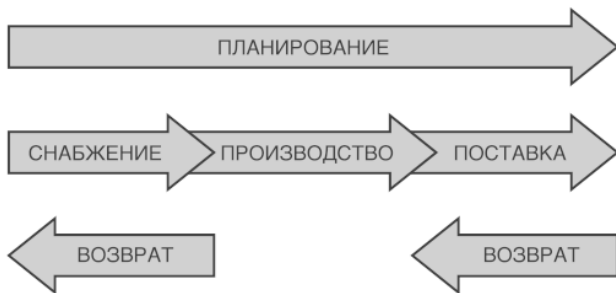 ПЛАНИРОВАНИЕ
СНАБЖЕНИЕ ПРОИЗВОДСТВО ПОСТАВКА
ВОЗВРАТ ВОЗВРАТ